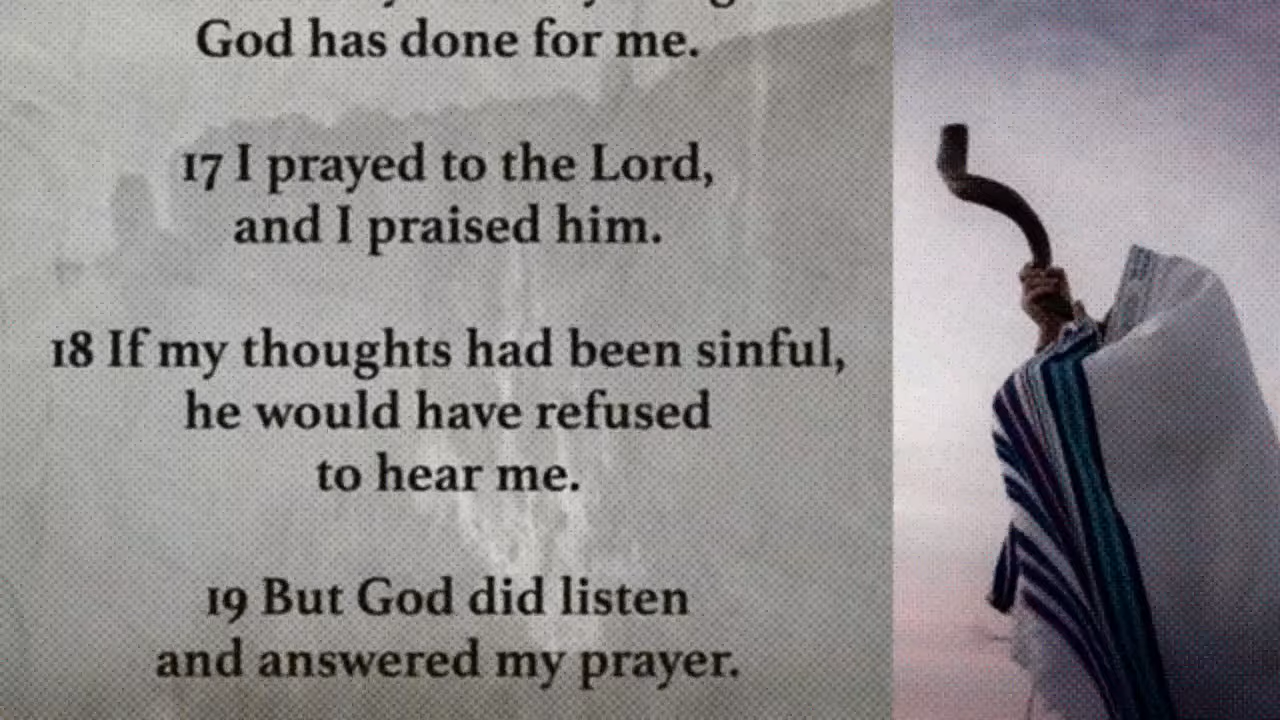 God has done for me.
17 I prayed to the Lord,
and I praised him.
18 If my thoughts had been sinful,
he would have refused
to hear me.
19 But God did listen
and answered my prayer.